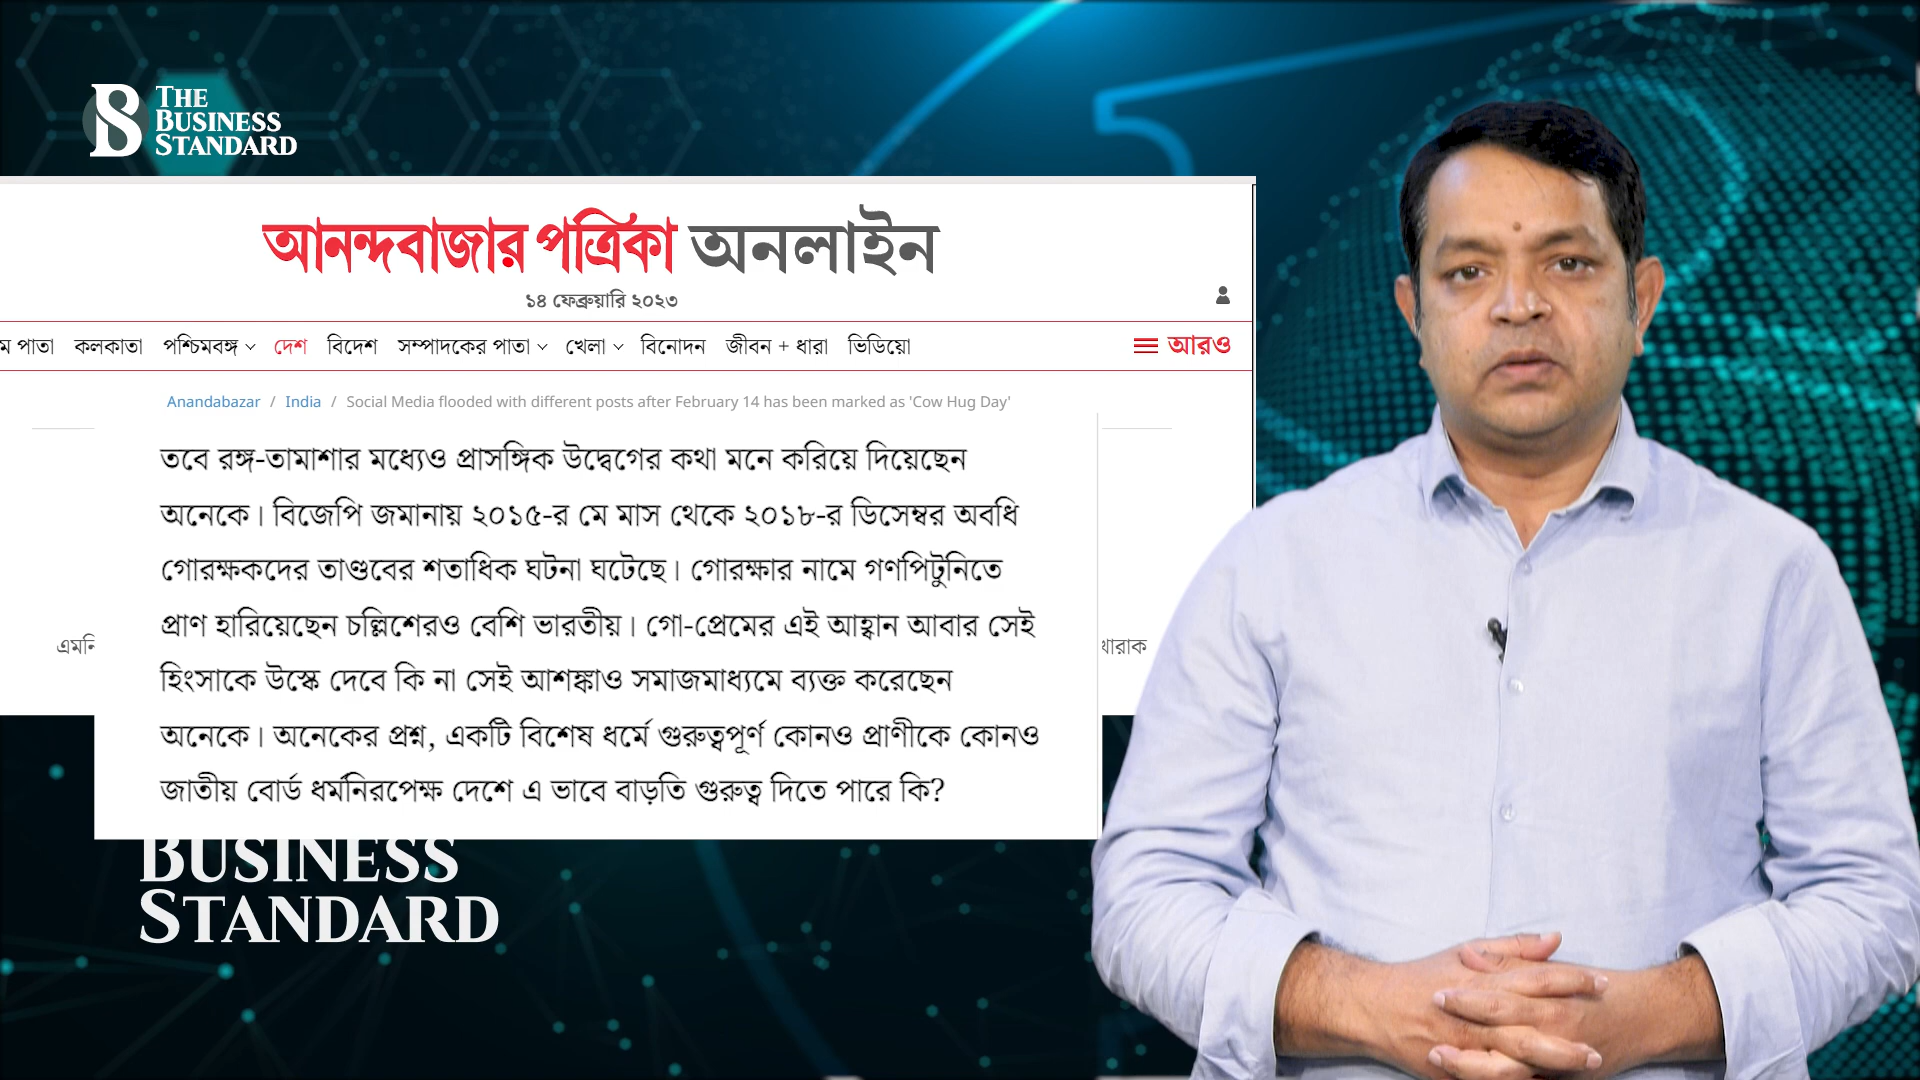 THE
BUSINESS
STANDARD
আনন্দবাজার পত্রিকা অনলাইন
১৪ ফেব্রুয়ারি ২০২৩
ম পাতা কলকাতা পশ্চিমবঙ্গ দেশ বিদেশ সম্পাদকের পাতা খেলা বিনোদন জীবন + ধারা ভিডিয়ো আরও
Anandabazar / India / Social Media flooded with different posts after February 14 has been marked as 'Cow Hug Day'
তবে রঙ্গ-তামাশার মধ্যেও প্রাসঙ্গিক উদ্বেগের কথা মনে করিয়ে দিয়েছেন
অনেকে। বিজেপি জমানায় ২০১৫-র মে মাস থেকে ২০১৮-র ডিসেম্বর অবধি
গোরক্ষকদের তাণ্ডবের শতাধিক ঘটনা ঘটেছে। গোরক্ষার নামে গণপিটুনিতে
প্রাণ হারিয়েছেন চল্লিশেরও বেশি ভারতীয়। গো-প্রেমের এই আহ্বান আবার সেই
এমনি
থারাক
হিংসাকে উস্কে দেবে কি না সেই আশঙ্কাও সমাজমাধ্যমে ব্যক্ত করেছেন
অনেকে। অনেকের প্রশ্ন, একটি বিশেষ ধর্মে গুরুত্বপূর্ণ কোনও প্রাণীকে কোনও
জাতীয় বোর্ড ধর্মনিরপেক্ষ দেশে এ ভাবে বাড়তি গুরুত্ব দিতে পারে কি?
BUSINESS
STANDARD